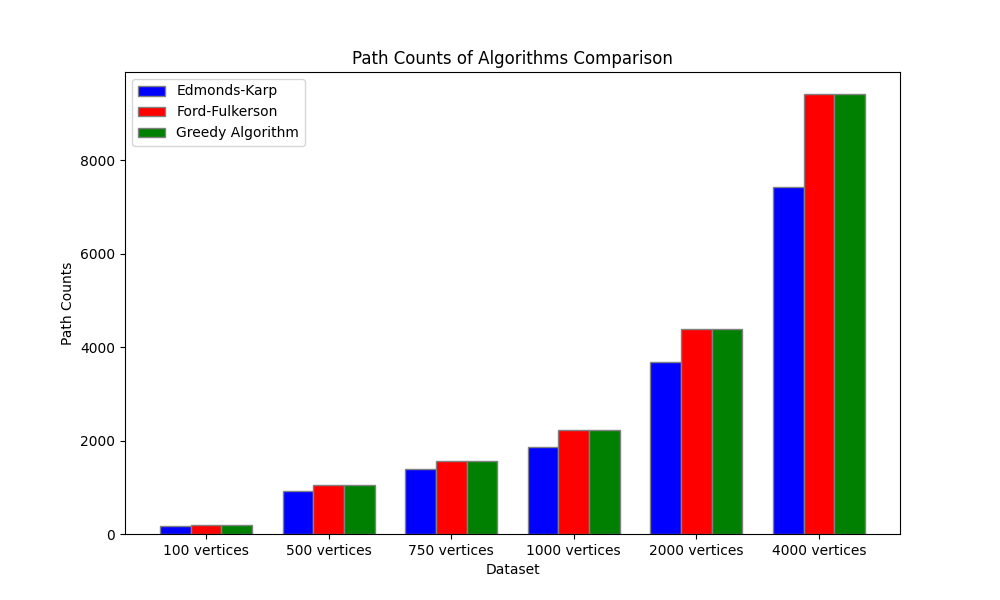 Path Counts of Algorithms Comparison
Edmonds-Karp
Ford-Fulkerson
Greedy Algorithm
8000
6000
4000
2000
0
Path Counts
100 vertices 500 vertices 750 vertices 1000 vertices 2000 vertices 4000 vertices
Dataset